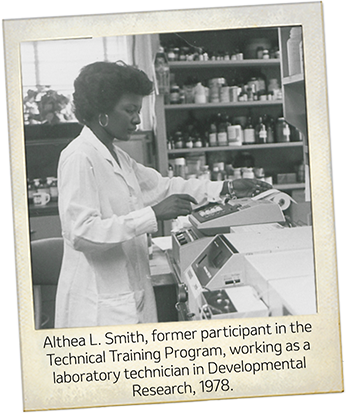 Althea L. Smith, former participant in the
Technical Training Program, working as a
laboratory technician in Developmental
Research, 1978.